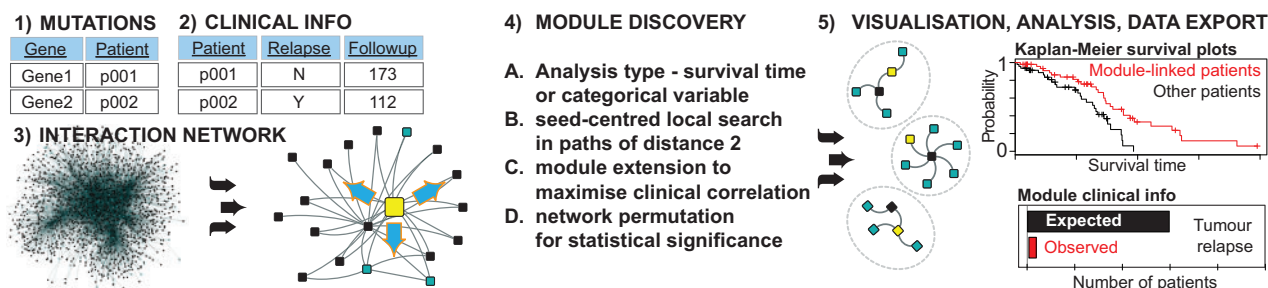 1) MUTATIONS
Gene Patient
Gene1 p001
Gene2 p002
2) CLINICAL INFO
Patient Relapse Followup
p001 N 173
p002 Y 112
3) INTERACTION NETWORK
4) MODULE DISCOVERY
A. Analysis type - survival time
or categorical variable
B. seed-centred local search
in paths of distance 2
C. module extension to
maximise clinical correlation
D. network permutation
for statistical significance
5) VISUALISATION, ANALYSIS, DATA EXPORT
Kaplan-Meier survival plots
1
Module-linked patients
Other patients
Probability
0
Survival time
Module clinical info
Expected
Observed
Tumour
relapse
Number of patients